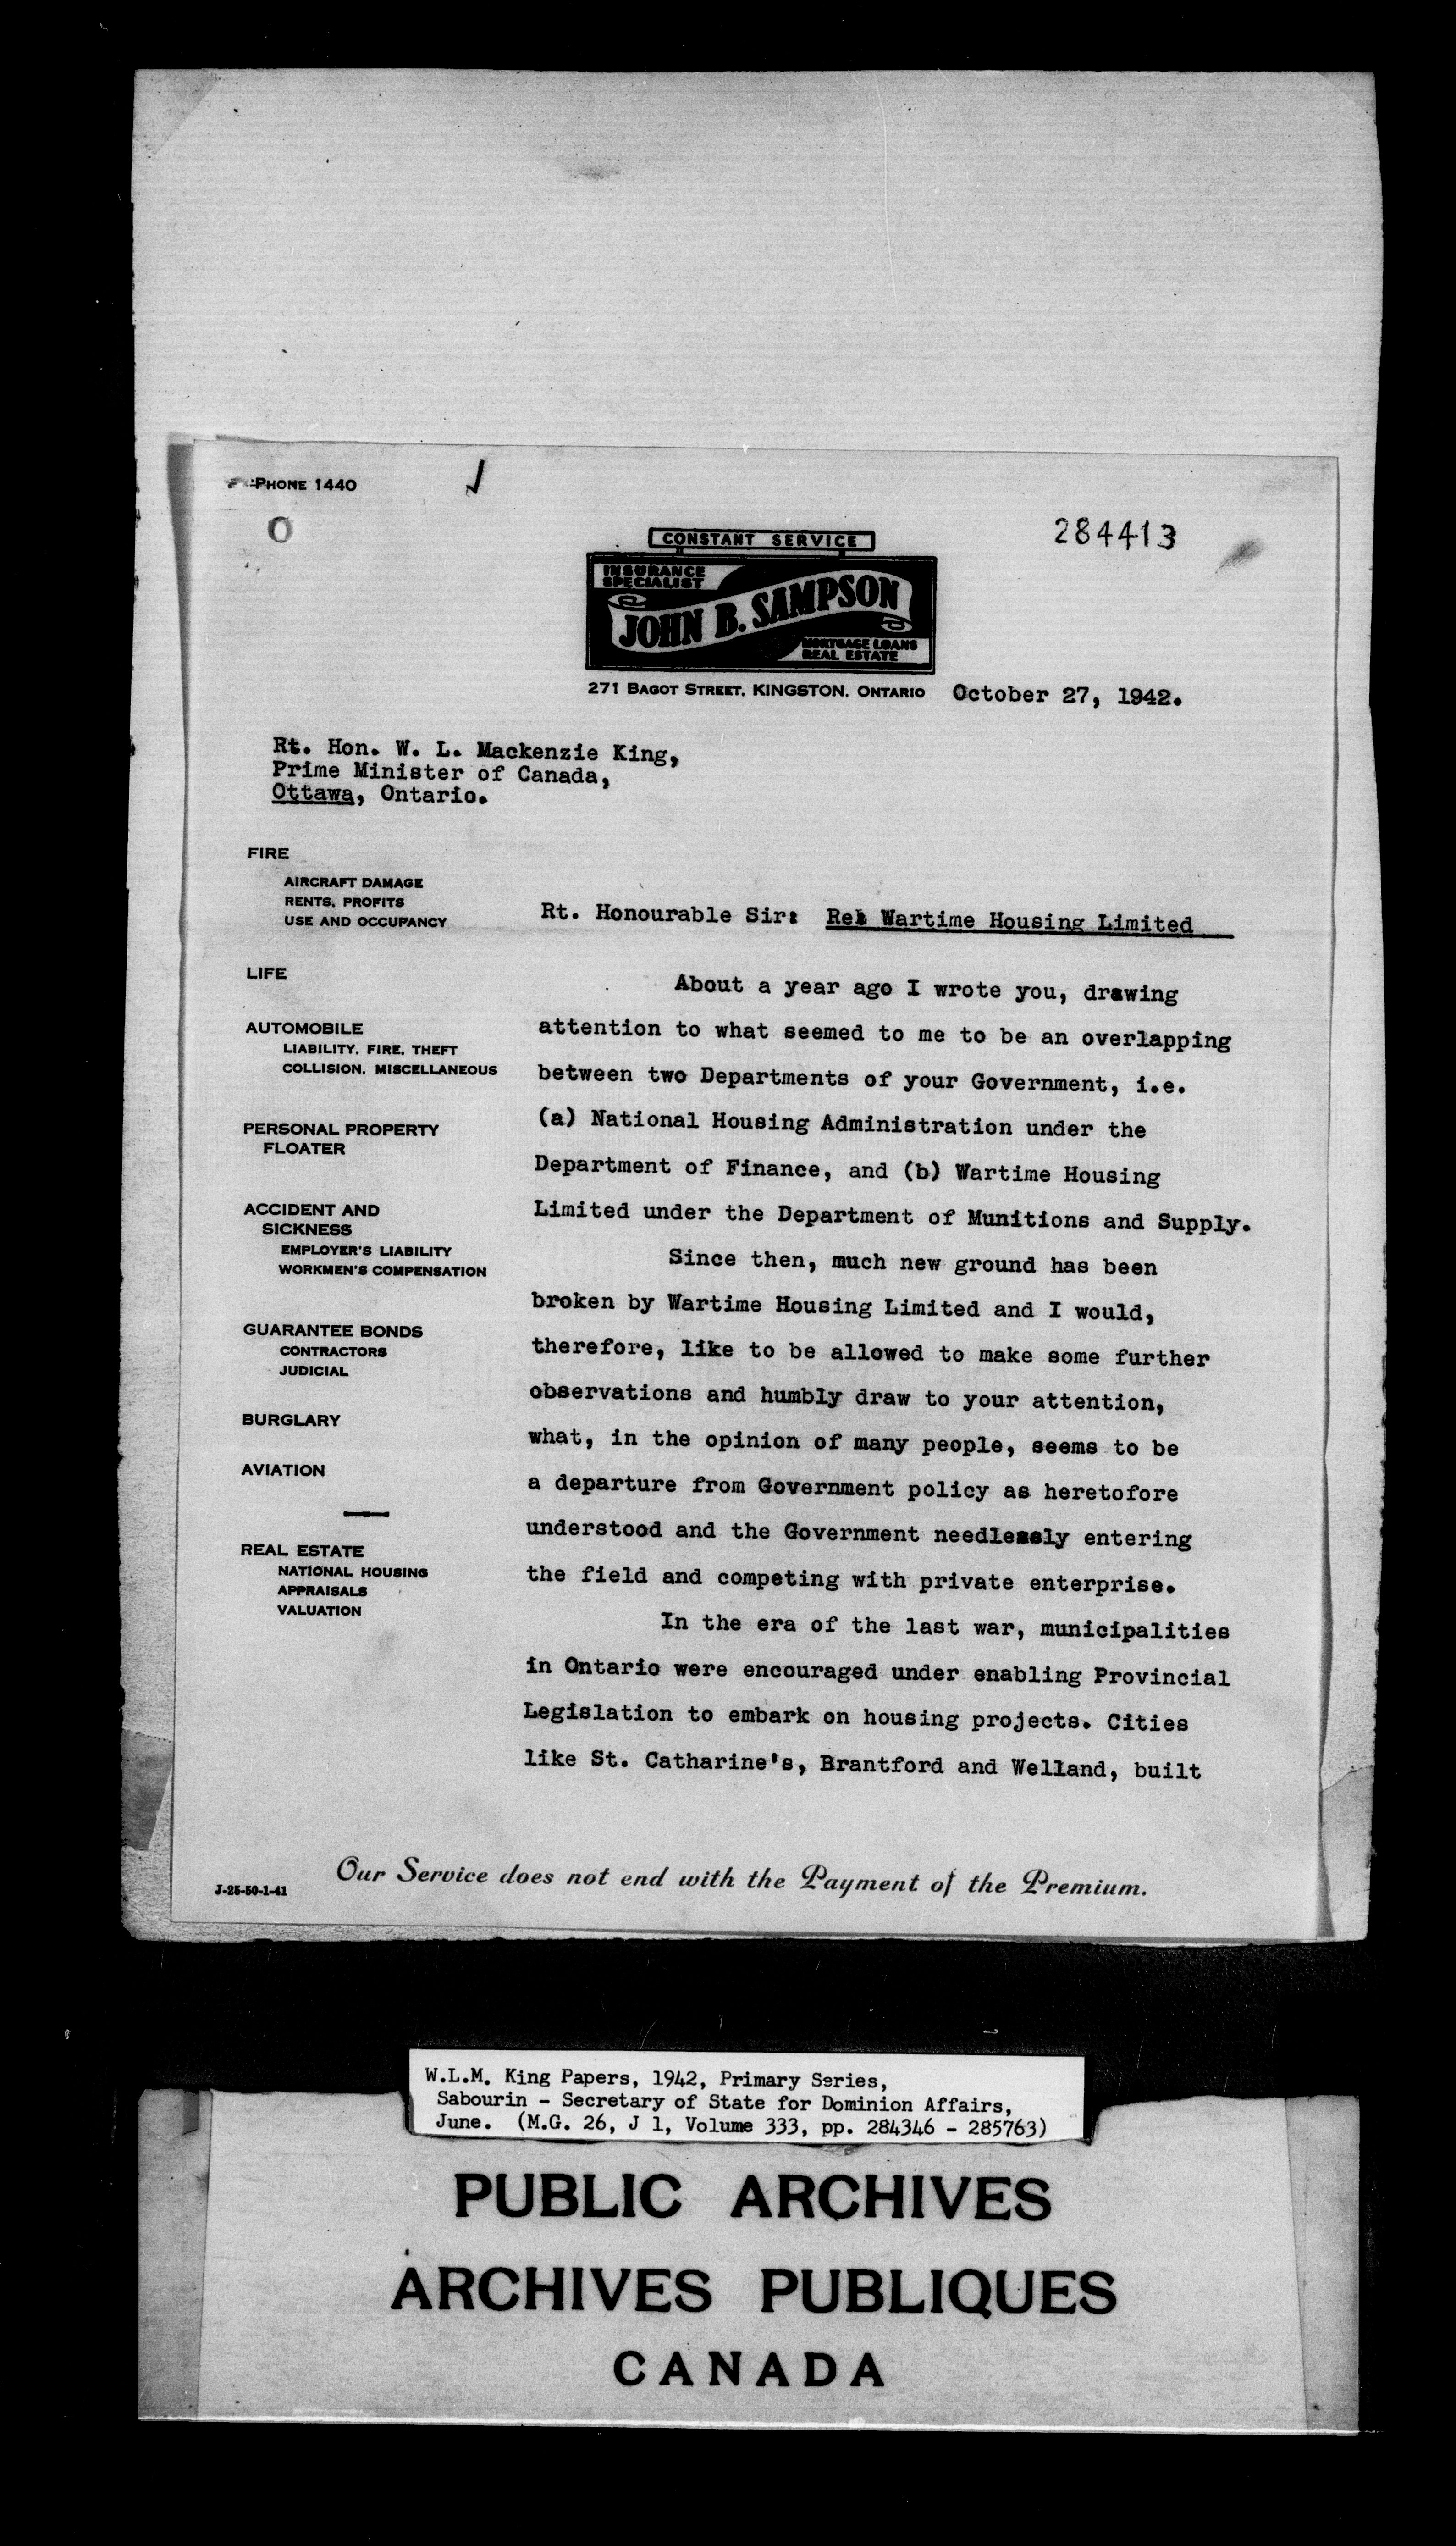 PHONE 1440
284413
CONSTANT SERVICE
INSURANCE
SPECIALIST
JOHN B. SAMPSON
MORTGAGE LOANS
REAL ESTATE
271 BAGOT STREET, KINGSTON, ONTARIO October 27, 1942.
Rt. Hon. W. L. Mackenzie King,
Prime Minister of Canada,
Ottawa, Ontario.
FIRE
AIRCRAFT DAMAGE
RENTS, PROFITS
USE AND OCCUPANCY
LIFE
AUTOMOBILE
LIABILITY, FIRE, THEFT
COLLISION, MISCELLANEOUS
PERSONAL PROPERTY
FLOATER
ACCIDENT AND
SICKNESS
EMPLOYER'S LIABILITY
WORKMEN'S COMPENSATION
GUARANTEE BONDS
CONTRACTORS
JUDICIAL
BURGLARY
AVIATION
REAL ESTATE
NATIONAL HOUSING
APPRAISALS
VALUATION
Rt. Honourable Sir: Re: Wartime Housing Limited
About a year ago I wrote you, drawing
attention to what seemed to me to be an overlapping
between two Departments of your Government, i.e.
(a) National Housing Administration under the
Department of Finance, and (b) Wartime Housing
Limited under the Department of Munitions and Supply.
Since then, much new ground has been
broken by Wartime Housing Limited and I would,
therefore, like to be allowed to make some further
observations and humbly draw to your attention,
what, in the opinion of many people, seems to be
a departure from Government policy as heretofore
understood and the Government needlessly entering
the field and competing with private enterprise.
In the era of the last war, municipalities
in Ontario were encouraged under enabling Provincial
Legislation to embark on housing projects. Cities
like St. Catharine's, Brantford and Welland, built
J-25-50-1-41
Our Service does not end with the Payment of the Premium.
W.L.M. King Papers, 1942, Primary Series,
Sabourin - Secretary of State for Dominion Affairs,
June. (M.G. 26, J 1, Volume 333, pp. 284346 - 285763)
PUBLIC ARCHIVES
ARCHIVES PUBLIQUES
CANADA